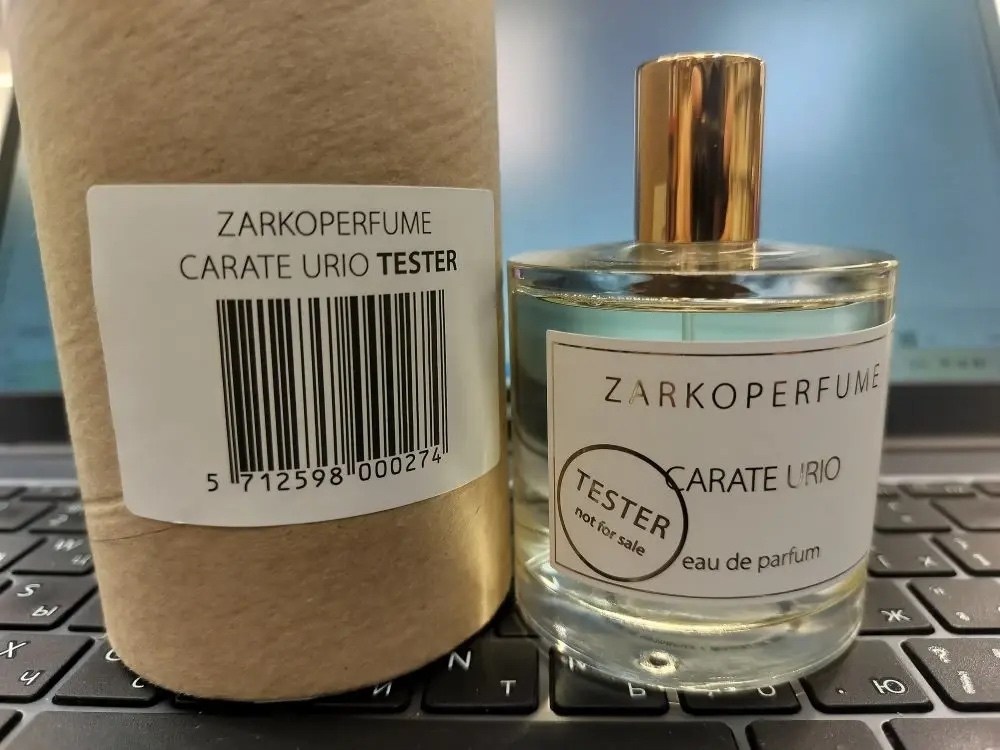 ZARKOPERFUME
CARATE URIO TESTER
5 712598 000274
ZARKOPERFUME
CARATE URIO
TESTER
not for sale
eau de parfum
S
Ы
X
Ч
N
Т
Ж
Ю